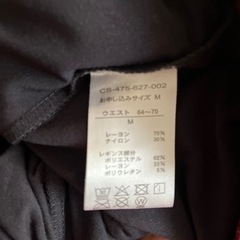 CS-475-627-002
お申し込みサイズ M
ウエスト 64～70
M
レーヨン 70%
ナイロン 30%
レギンス部分
ポリエステル 62%
レーヨン 33%
ポリウレタン 5%